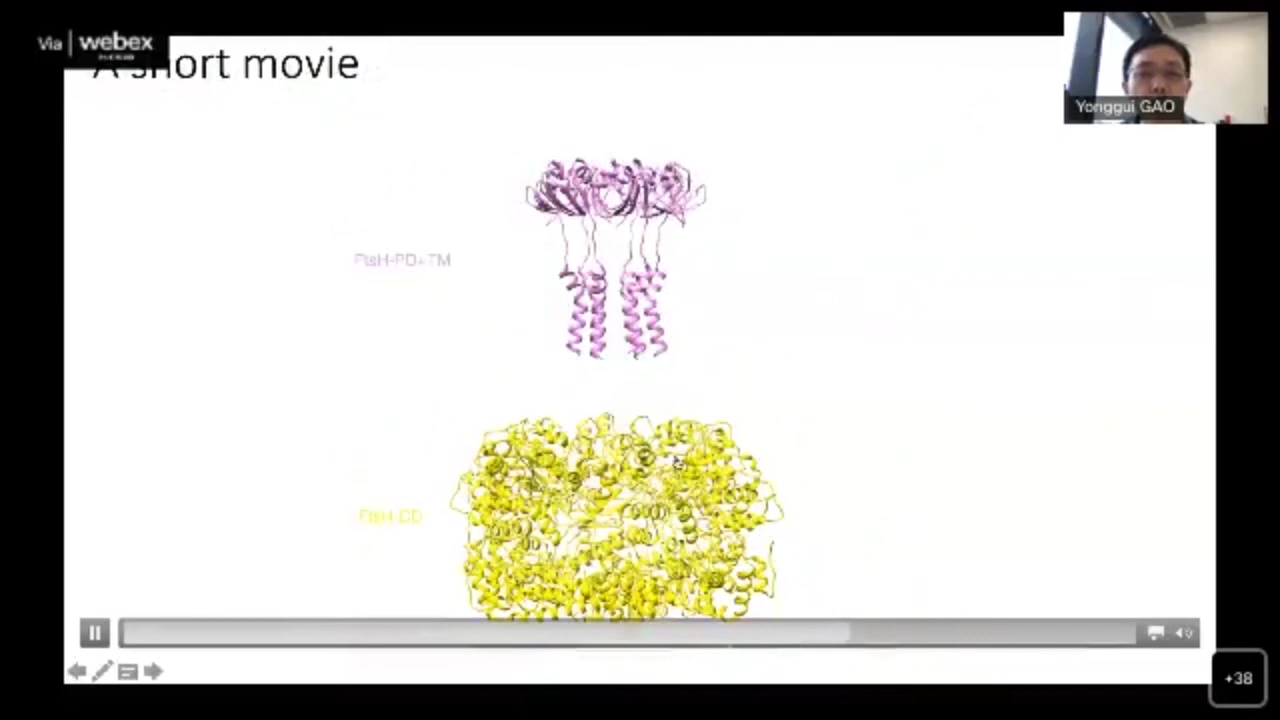 Via | webex
A short movie
Yonggui GAO
FtsH-PD+TM
FtsH-CD
+38